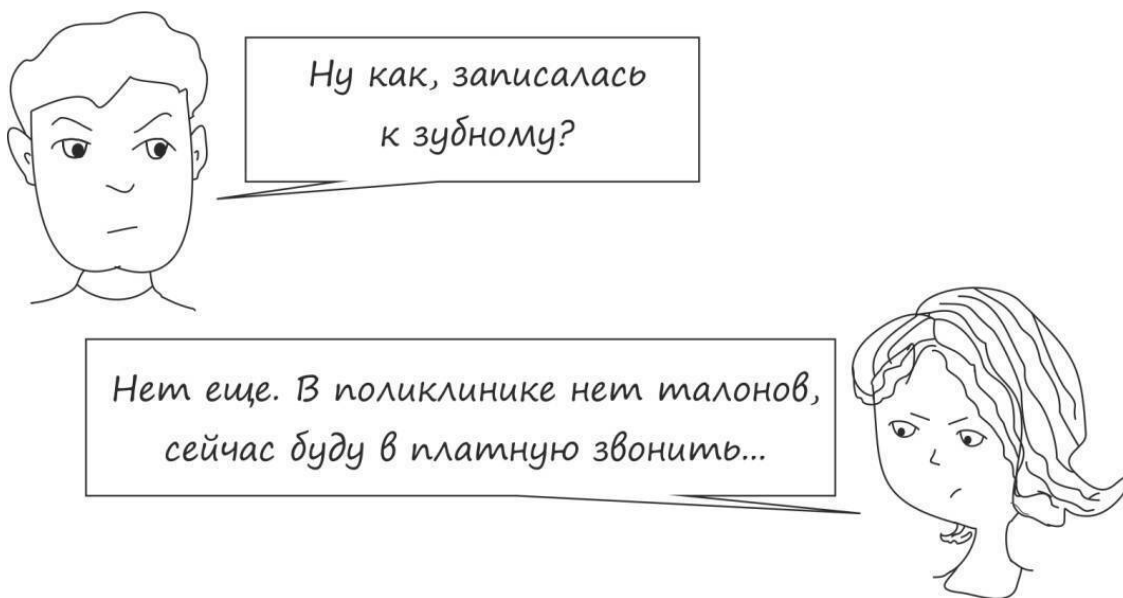 Ну как, записалась
к зубному?
Нет еще. В поликлинике нет талонов,
сейчас буду в платную звонить...